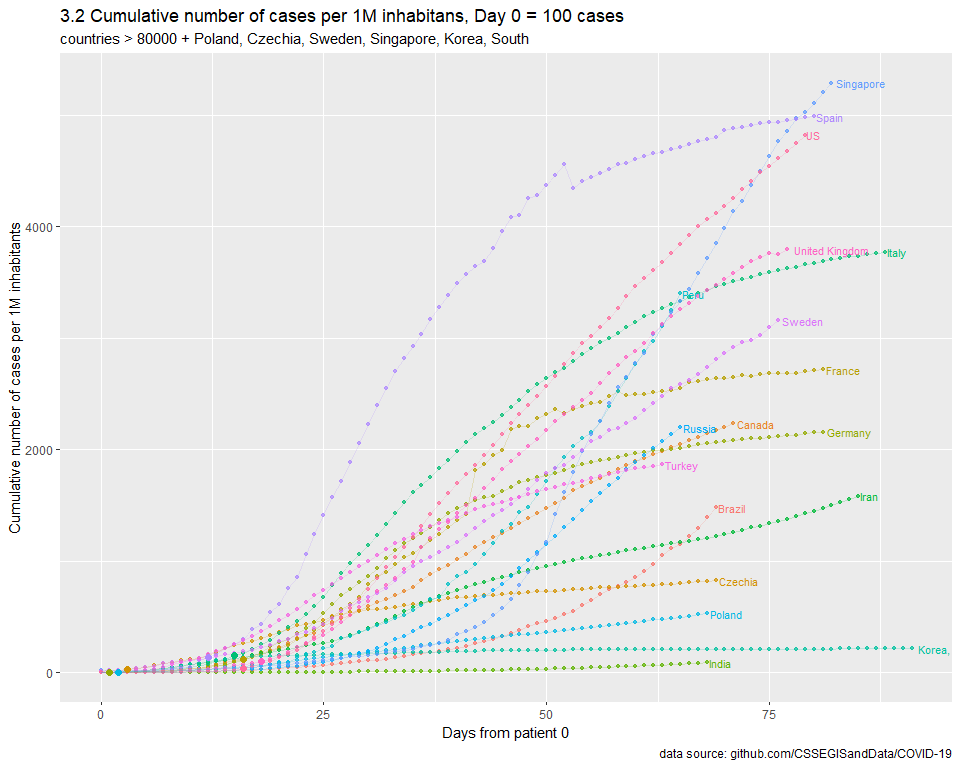 3.2 Cumulative number of cases per 1M inhabitans, Day 0 = 100 cases
countries > 80000 + Poland, Czechia, Sweden, Singapore, Korea, South
Cumulative number of cases per 1M inhabitants
4000
2000
0
Singapore
Spain
US
United Kingdom
Italy
Peru
Sweden
France
Canada
Russia
Germany
Turkey
Iran
Brazil
Czechia
Poland
Korea,
India
0
25
50
75
Days from patient 0
data source: github.com/CSSEGISandData/COVID-19